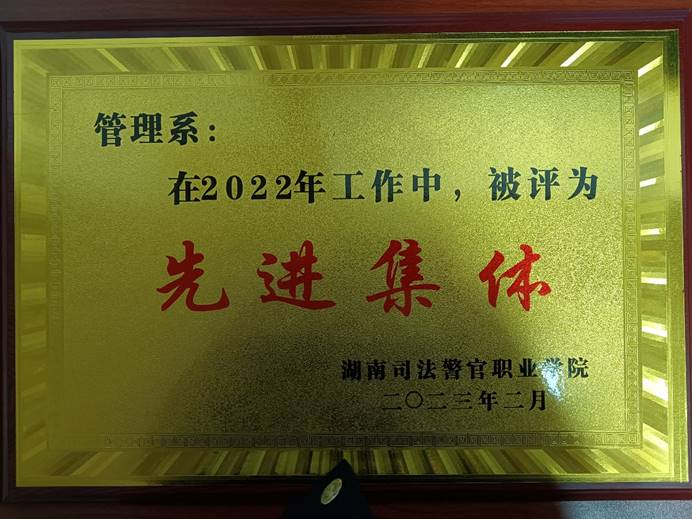 管理系：
在2022年工作中，被评为
先进集体
湖南司法警官职业学院
二〇二三年二月